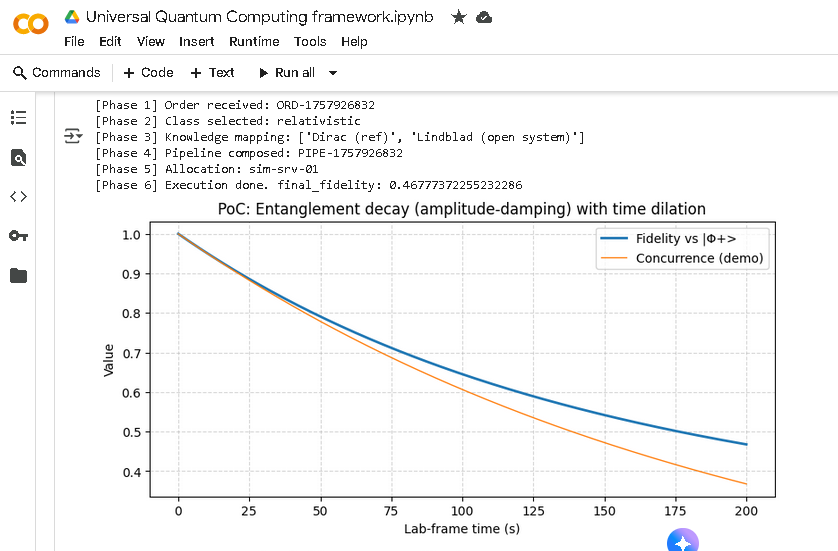 Universal Quantum Computing framework.ipynb
File Edit View Insert Runtime Tools Help
Commands + Code + Text Run all
[Phase 1] Order received: ORD-1757926832
[Phase 2] Class selected: relativistic
[Phase 3] Knowledge mapping: ['Dirac (ref)', 'Lindblad (open system)']
[Phase 4] Pipeline composed: PIPE-1757926832
[Phase 5] Allocation: sim-srv-01
[Phase 6] Execution done. final_fidelity: 0.46777372255232286
PoC: Entanglement decay (amplitude-damping) with time dilation
Fidelity vs |Φ+>
Concurrence (demo)
Value
1.0
0.9
0.8
0.7
0.6
0.5
0.4
0 25 50 75 100 125 150 175 200
Lab-frame time (s)